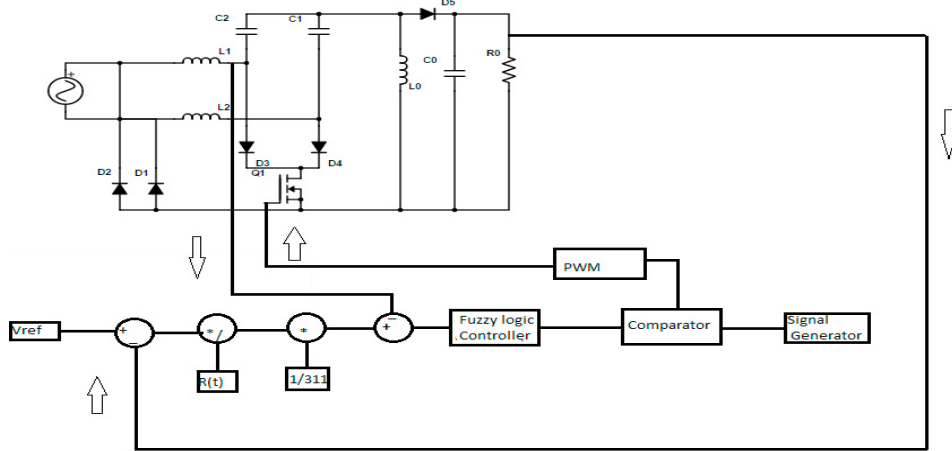 C2
C1
D5
L1
C0
R0
L0
L2
D3
D4
D2
D1
Q1
PWM
Vref
+
−
*/
*
−
+
Fuzzy logic
Controller
Comparator
Signal
Generator
R(t)
1/311